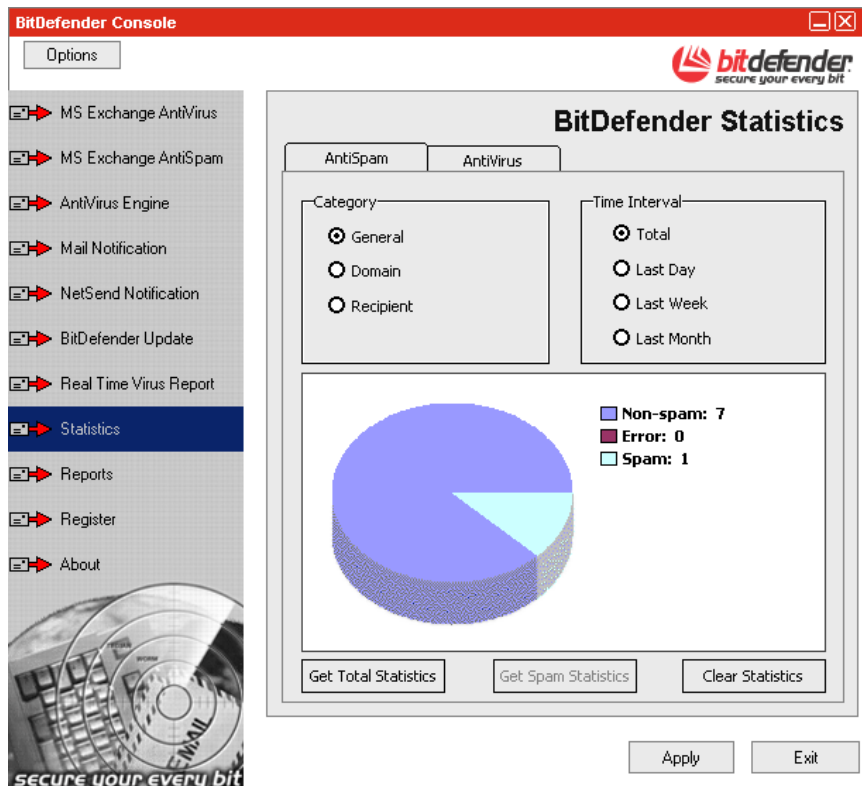 BitDefender Console
Options
bitdefender
secure your every bit
MS Exchange AntiVirus
MS Exchange AntiSpam
AntiVirus Engine
Mail Notification
NetSend Notification
BitDefender Update
Real Time Virus Report
Statistics
Reports
Register
About
TROJAN
WORM
EMAIL
secure your every bit
BitDefender Statistics
AntiSpam
AntiVirus
Category
General
Domain
Recipient
Time Interval
Total
Last Day
Last Week
Last Month
Non-spam: 7
Error: 0
Spam: 1
Get Total Statistics
Get Spam Statistics
Clear Statistics
Apply
Exit